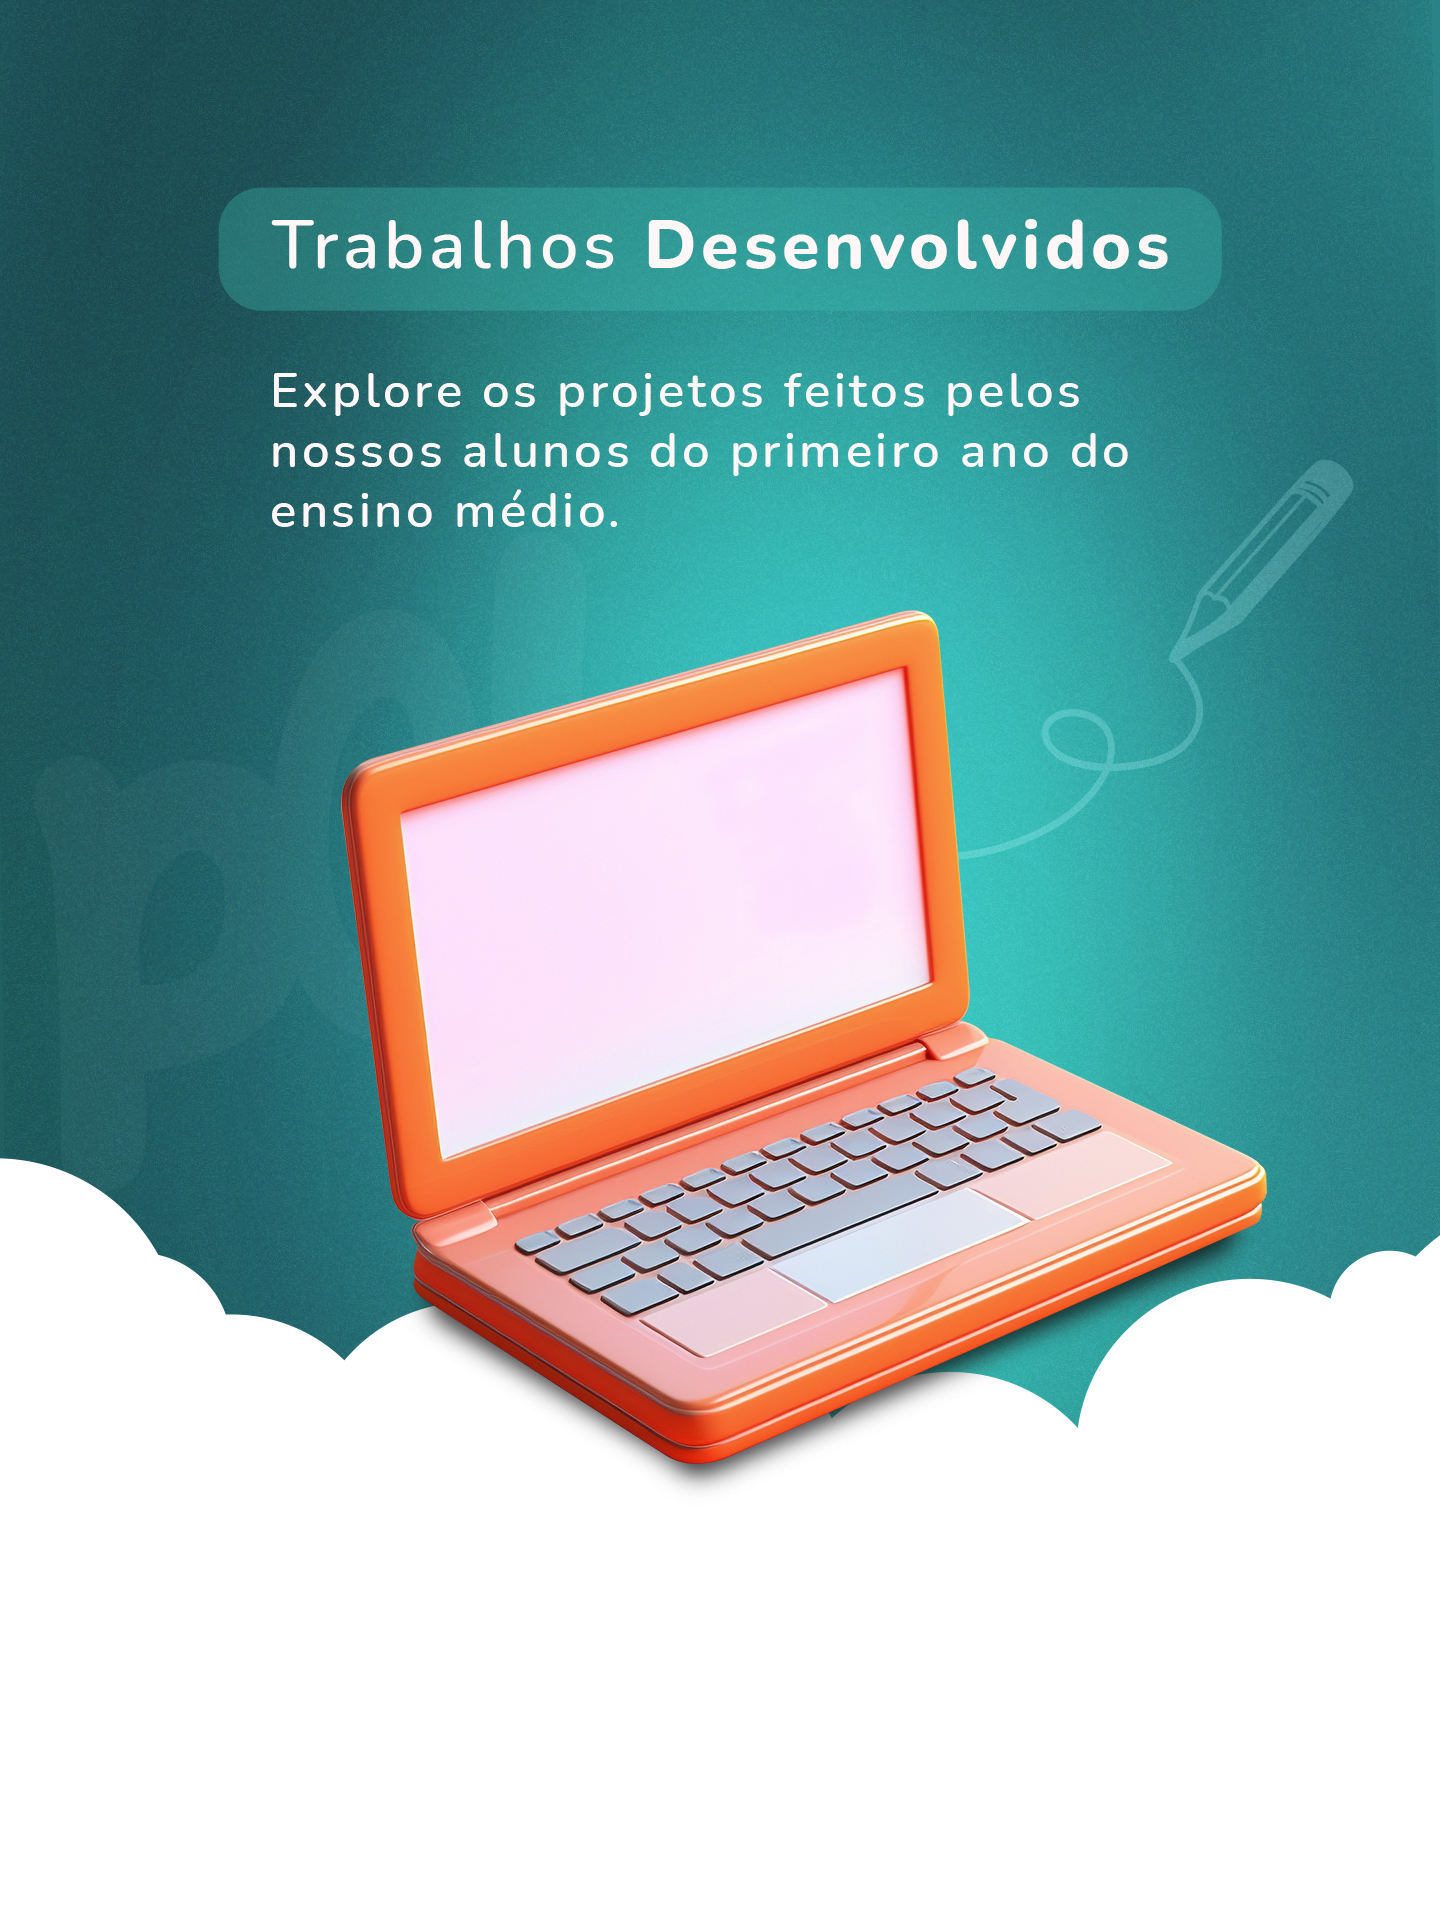 Trabalhos Desenvolvidos
Explore os projetos feitos pelos
nossos alunos do primeiro ano do
ensino médio.